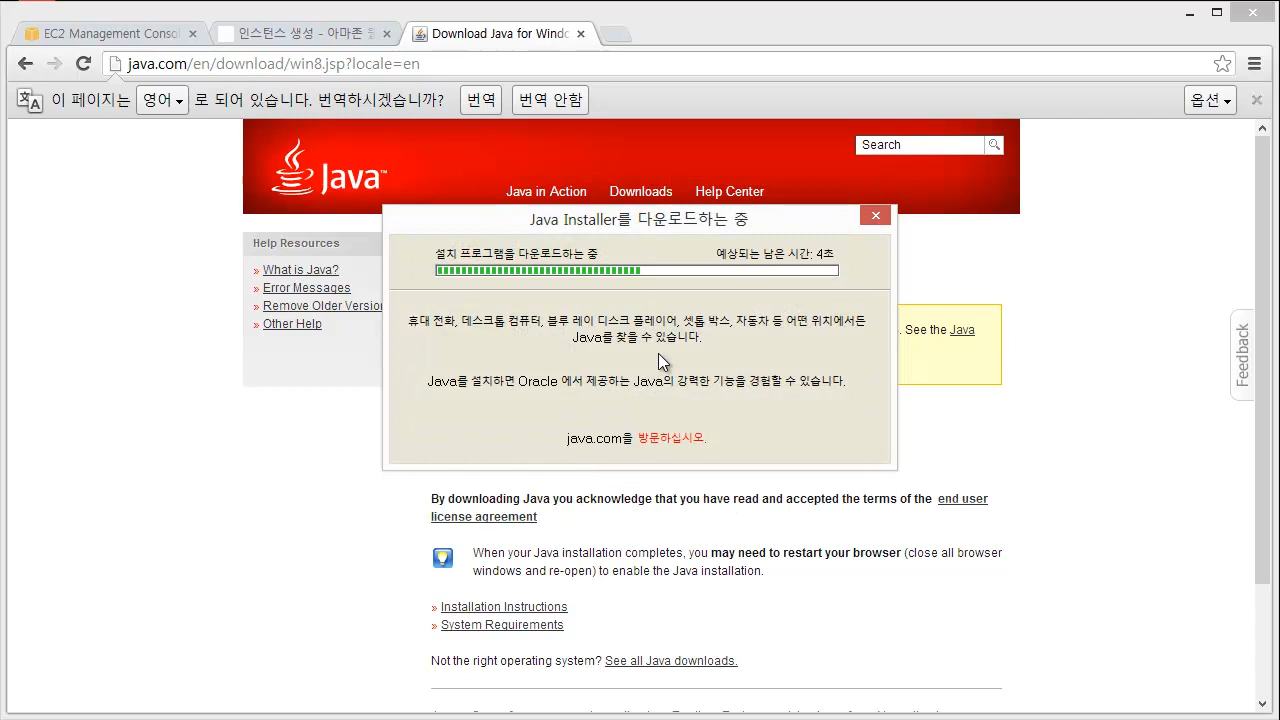 EC2 Management Consol
인스턴스 생성 - 아마존
Download Java for Windo
java.com/en/download/win8.jsp?locale=en
이 페이지는 영어 로 되어 있습니다. 번역하시겠습니까? 번역 번역 안함 옵션
Java™
Search
Java in Action Downloads Help Center
Java Installer를 다운로드하는 중
설치 프로그램을 다운로드하는 중 예상되는 남은 시간: 4초
휴대 전화, 데스크톱 컴퓨터, 블루 레이 디스크 플레이어, 셋톱 박스, 자동차 등 어떤 위치에서든
Java를 찾을 수 있습니다.
Java를 설치하면 Oracle 에서 제공하는 Java의 강력한 기능을 경험할 수 있습니다.
java.com을 방문하십시오.
Help Resources
» What is Java?
» Error Messages
» Remove Older Version
» Other Help
. See the Java
Feedback
By downloading Java you acknowledge that you have read and accepted the terms of the end user
license agreement
When your Java installation completes, you may need to restart your browser (close all browser
windows and re-open) to enable the Java installation.
» Installation Instructions
» System Requirements
Not the right operating system? See all Java downloads.